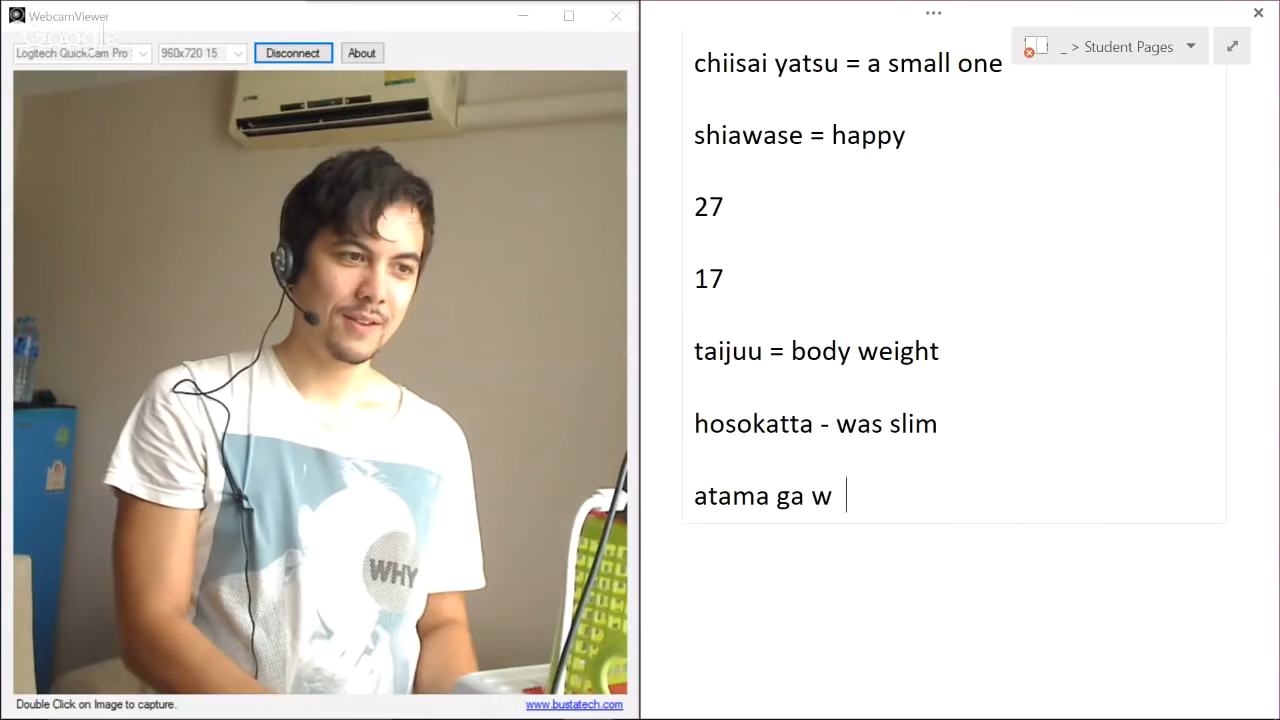 WebcamViewer
Google
Logitech QuickCam Pro
960x720 15
Disconnect
About
WHY
Double Click on Image to capture.
www.bustatech.com
_ > Student Pages
chiisai yatsu = a small one
shiawase = happy
27
17
taijuu = body weight
hosokatta - was slim
atama ga w